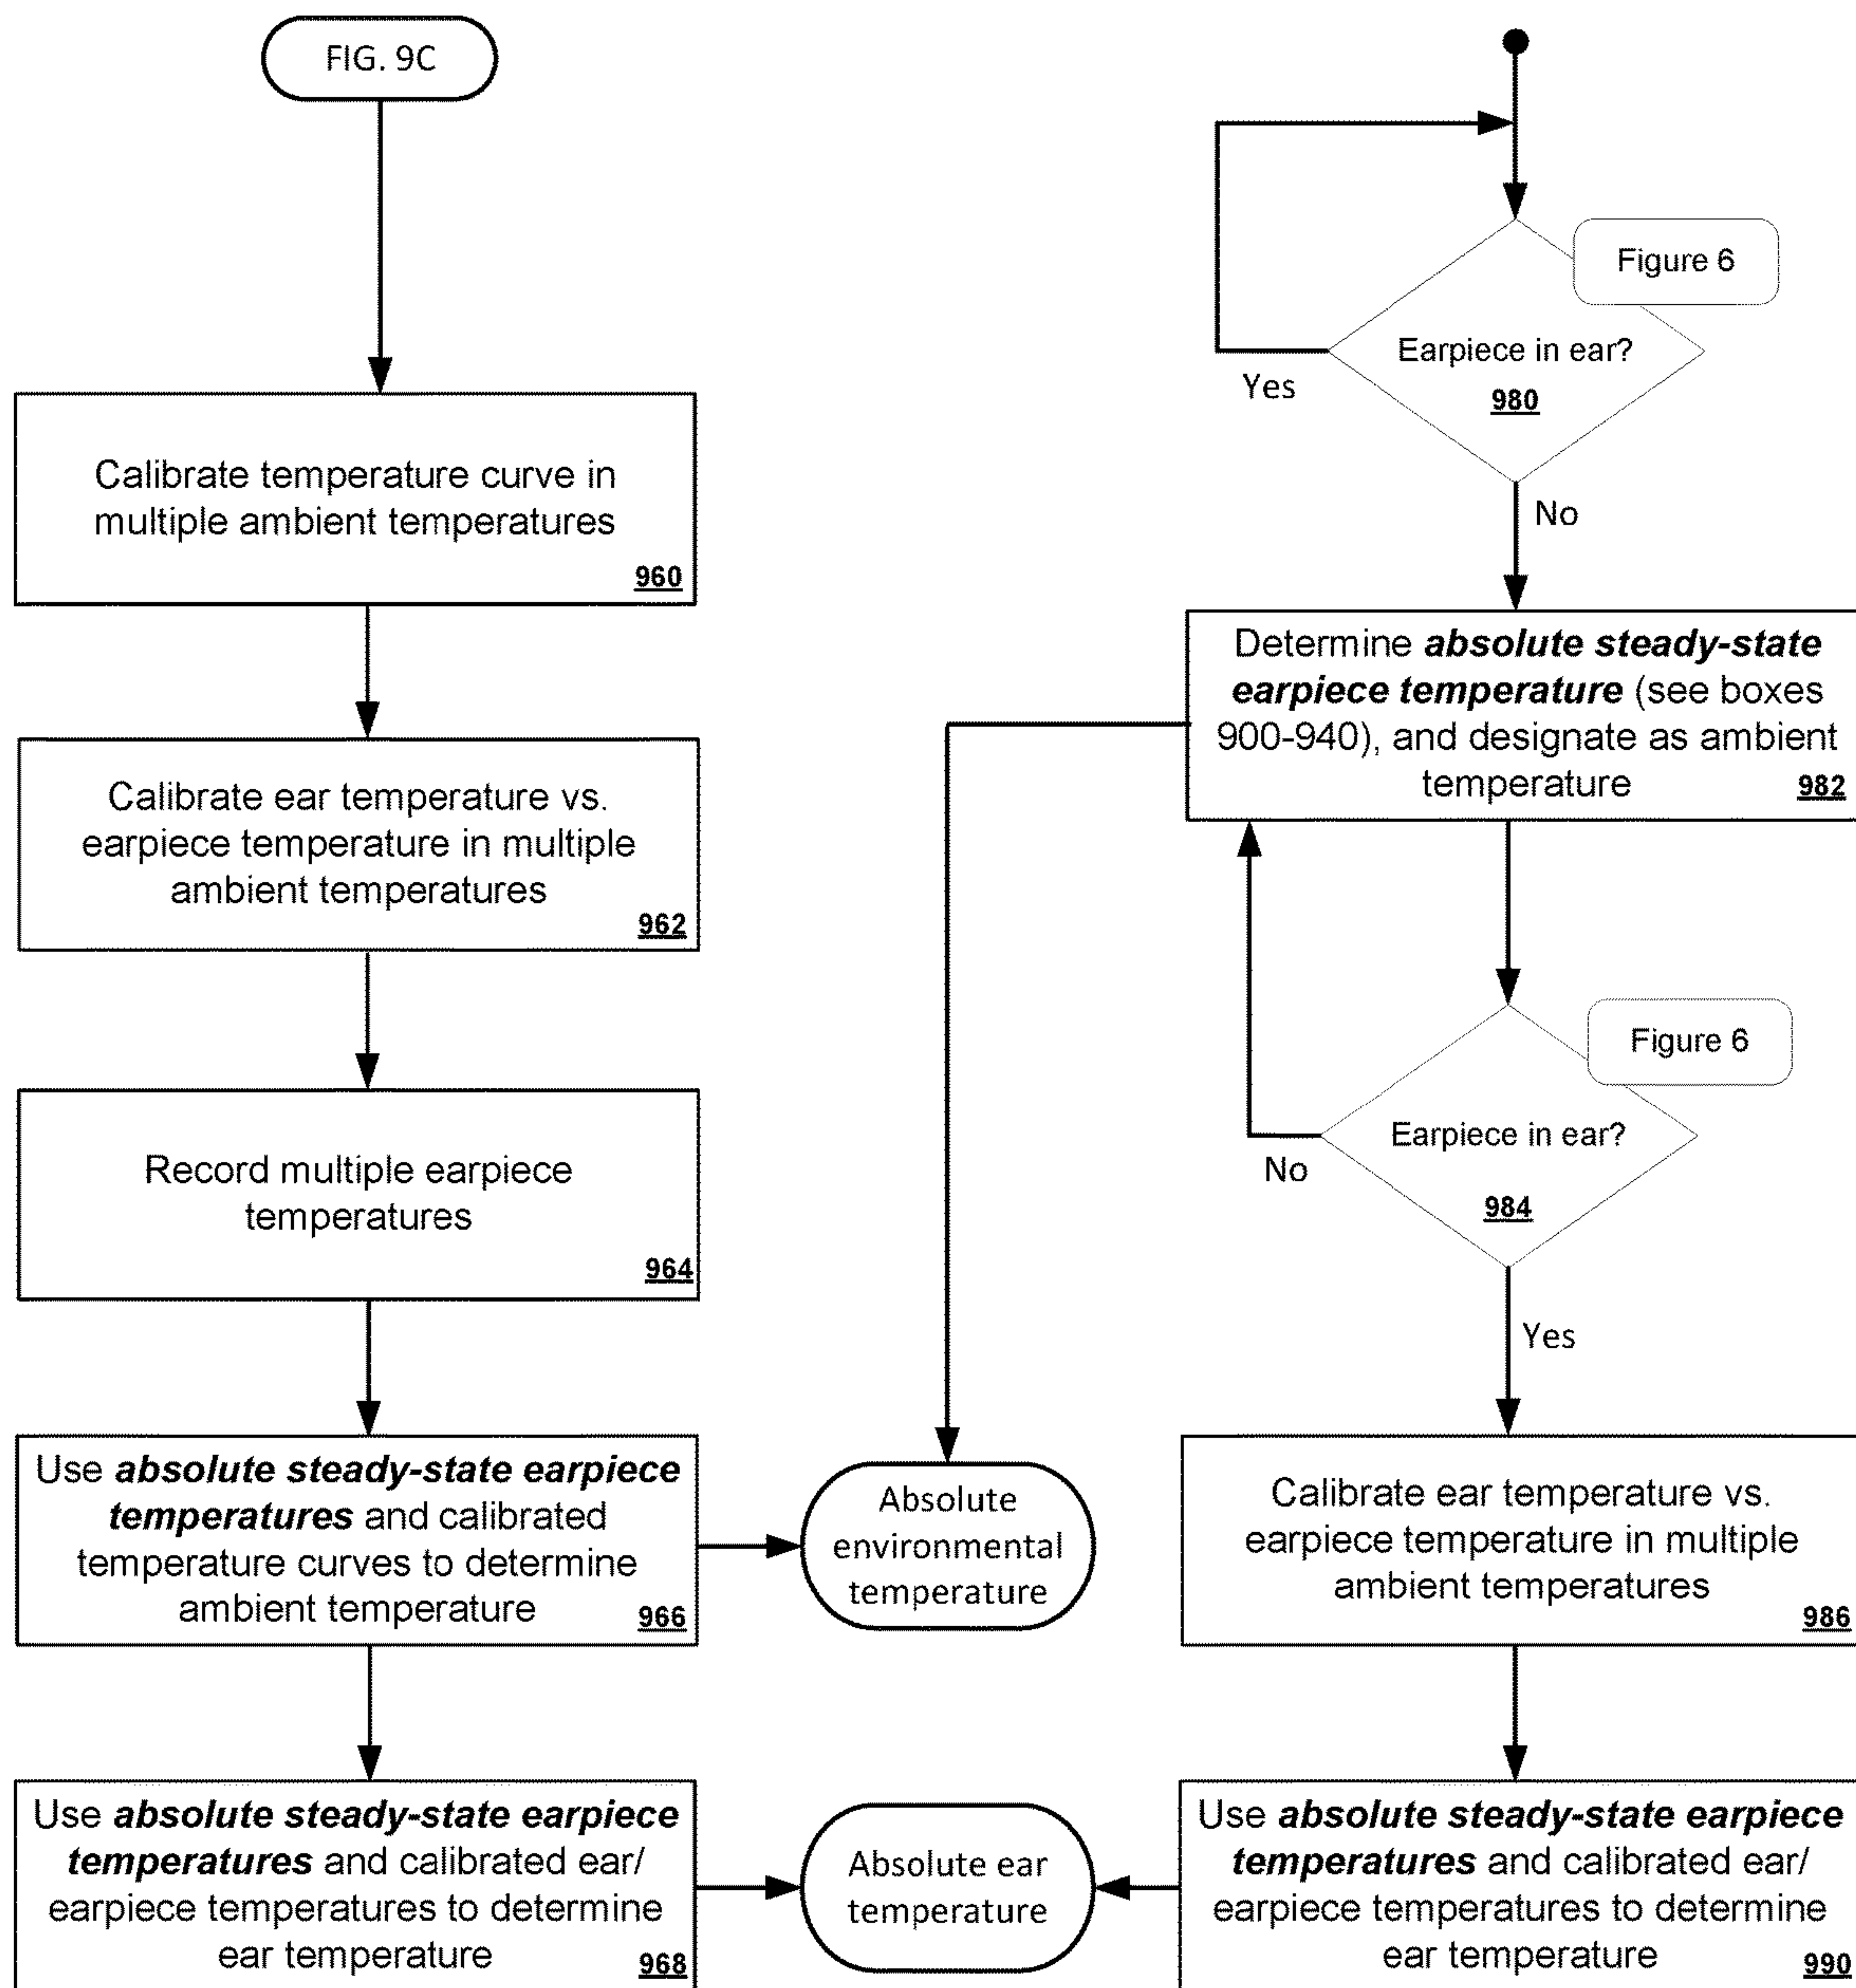 FIG. 9C
Calibrate temperature curve in
multiple ambient temperatures
960
Calibrate ear temperature vs.
earpiece temperature in multiple
ambient temperatures
962
Record multiple earpiece
temperatures
964
Use absolute steady-state earpiece
temperatures and calibrated
temperature curves to determine
ambient temperature
966
Use absolute steady-state earpiece
temperatures and calibrated ear/
earpiece temperatures to determine
ear temperature
968
Absolute
environmental
temperature
Absolute ear
temperature
Figure 6
Earpiece in ear?
980
Yes
No
Determine absolute steady-state
earpiece temperature (see boxes
900-940), and designate as ambient
temperature
982
Figure 6
Earpiece in ear?
984
No
Yes
Calibrate ear temperature vs.
earpiece temperature in multiple
ambient temperatures
986
Use absolute steady-state earpiece
temperatures and calibrated ear/
earpiece temperatures to determine
ear temperature
990